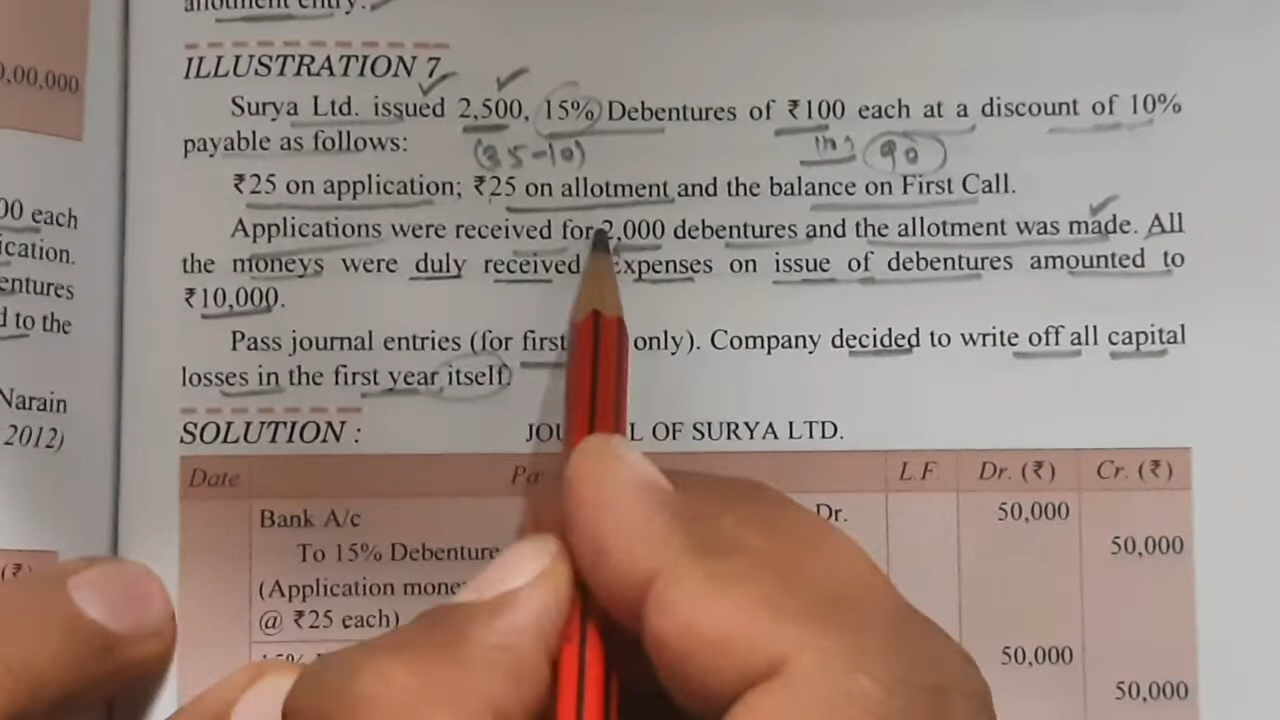 allotment entry.
0,00,000
ILLUSTRATION 7
Surya Ltd. issued 2,500, 15% Debentures of ₹100 each at a discount of 10%
payable as follows:
(35-10)
90
₹25 on application; ₹25 on allotment and the balance on First Call.
00 each
Applications were received for 2,000 debentures and the allotment was made. All
ication.
the moneys were duly received Expenses on issue of debentures amounted to
entures
₹10,000.
d to the
Pass journal entries (for first only). Company decided to write off all capital
losses in the first year itself.
Narain
2012)
SOLUTION :
L OF SURYA LTD.
Date
L.F.
Dr. (₹)
Cr. (₹)
Bank A/c
Dr.
50,000
To 15% Debenture
50,000
(₹)
(Application
@ ₹25 each)
50,000
50,000